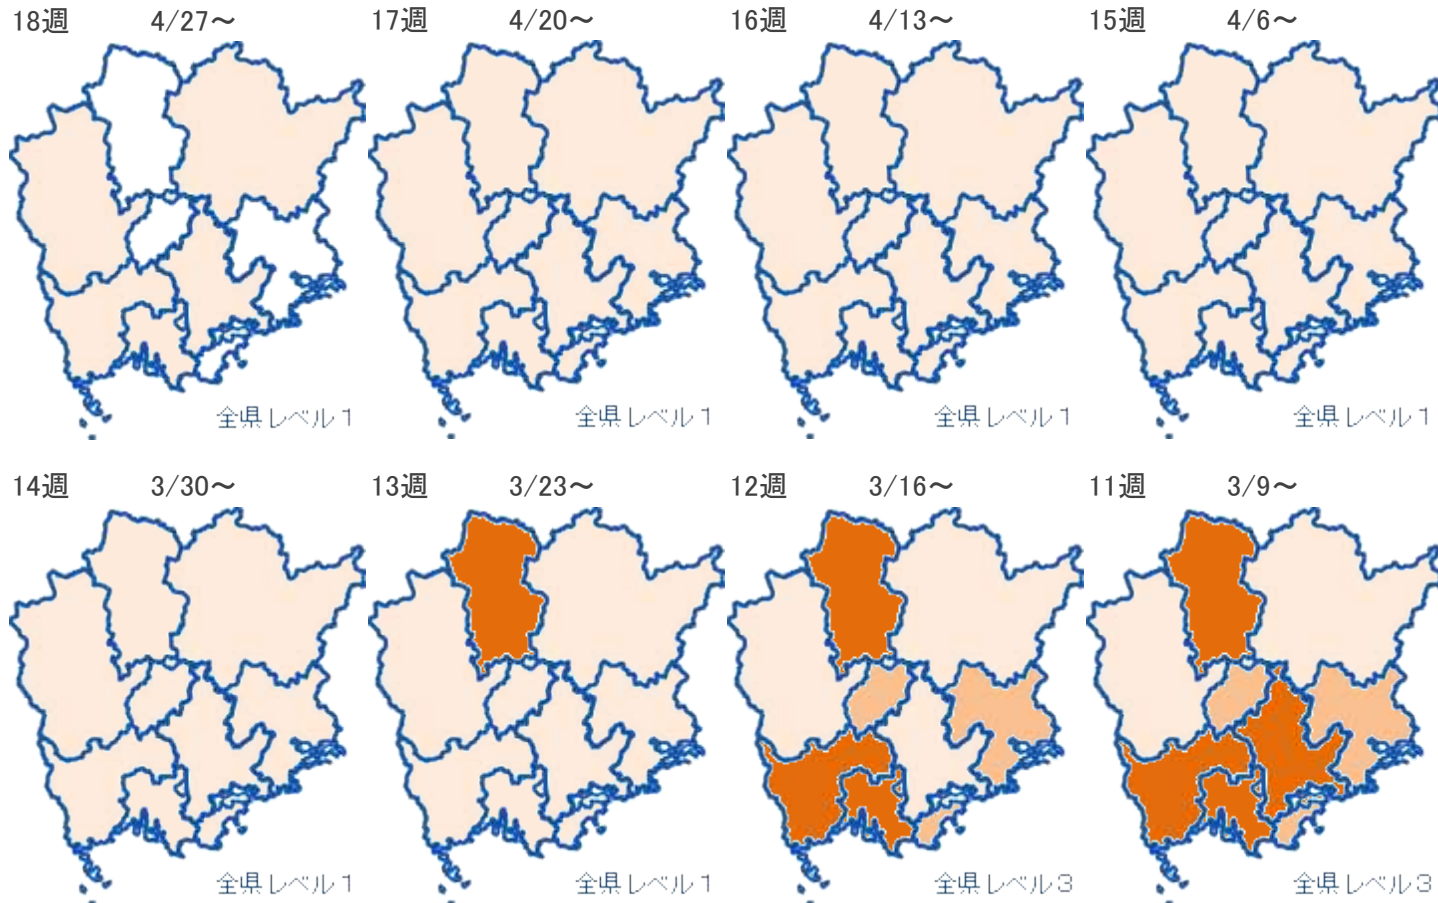 18週 4/27～ 17週 4/20～ 16週 4/13～ 15週 4/6～
全県レベル1 全県レベル1 全県レベル1 全県レベル1
14週 3/30～ 13週 3/23～ 12週 3/16～ 11週 3/9～
全県レベル1 全県レベル1 全県レベル3 全県レベル3